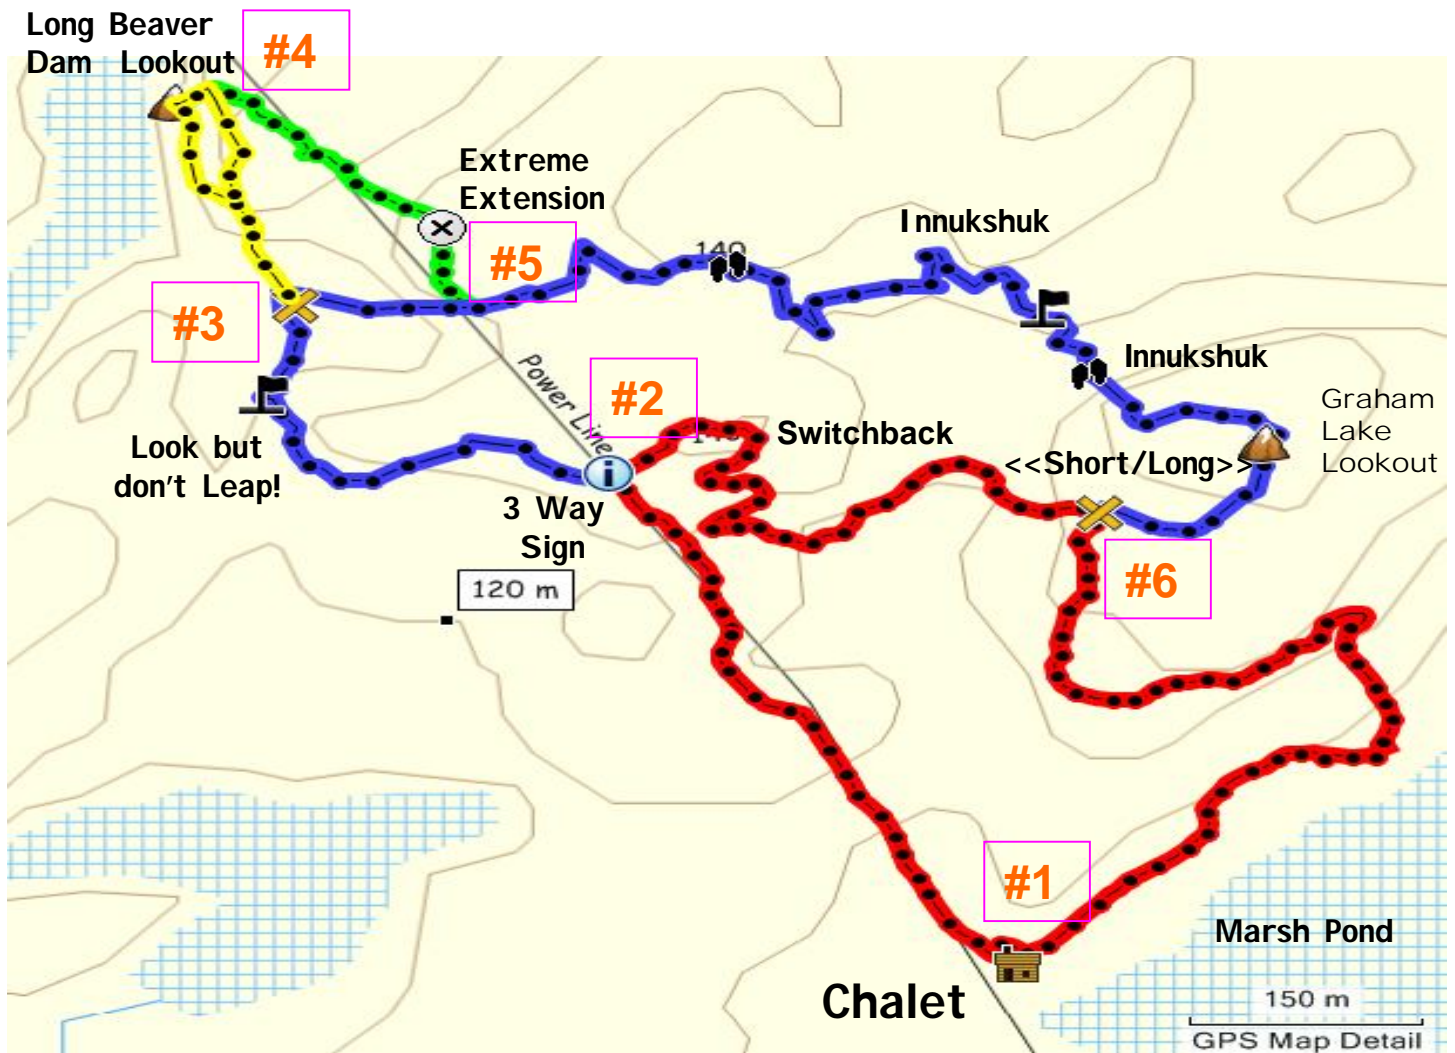 Long Beaver
Dam Lookout
#4
Extreme
Extension
#5
140
Innukshuk
#3
Power Line
#2
Innukshuk
Graham
Lake
Lookout
Look but
don't Leap!
Switchback
<<Short/Long>>
3 Way
Sign
#6
120 m
#1
Marsh Pond
Chalet
150 m
GPS Map Detail